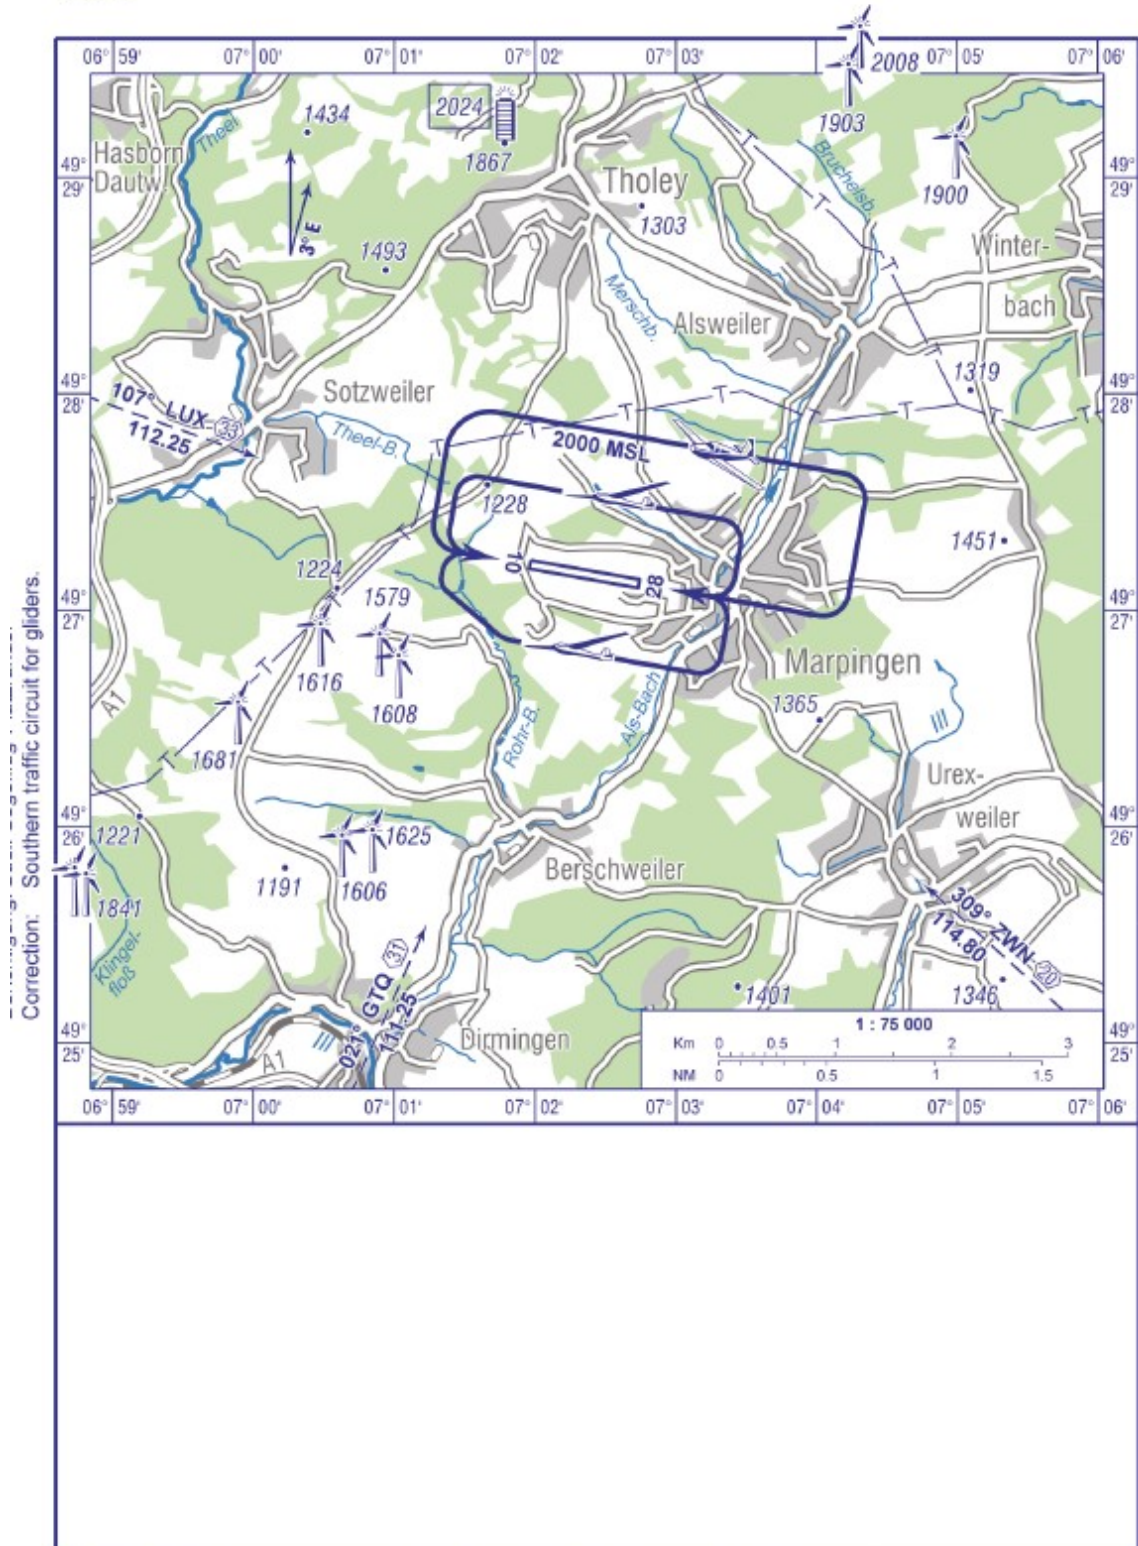 06° 59' 07° 00' 07° 01' 07° 02' 07° 03' 07° 05' 07° 06'
2008
1903
1900
2024
1867
1434
Hasborn
Dautw.
Theel
49°
29'
49°
29'
3° E
Tholey
1303
Bruchelsb.
1493
Merschb.
Alsweiler
Winter-
bach
T
T
1319
49°
28'
49°
28'
Sotzweiler
107° LUX 33
112.25
Theel-B.
T T T T T T
2000 MSL
1228
1451
1224
10
28
1579
49°
27'
49°
27'
T
1616
1608
Marpingen
1365
Rohr-B.
Als-Bach
1681
T
A1
Urex-
weiler
49°
26'
49°
26'
1221
1625
1606
1191
1841
Berschweiler
Klingel-
floß
309° ZWN 20
114.80
1401
1346
021° GTQ 31
111.25
Dirmingen
A1
49°
25'
49°
25'
1 : 75 000
Km 0 0.5 1 2 3
NM 0 0.5 1 1.5
06° 59' 07° 00' 07° 01' 07° 02' 07° 03' 07° 04' 07° 05' 07° 06'
Correction: Southern traffic circuit for gliders.